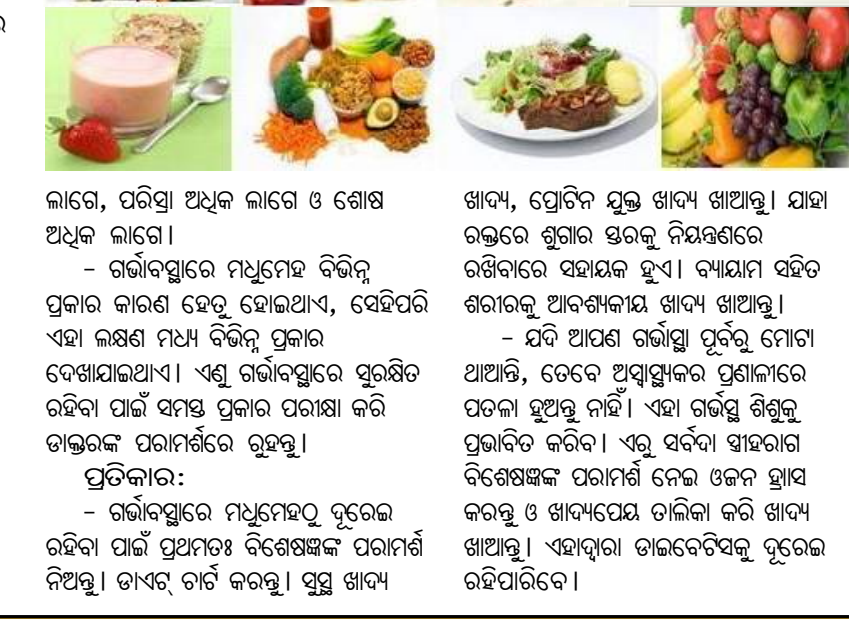 ଲାଗେ, ପରିସ୍ରା ଅଧିକ ଲାଗେ ଓ ଶୋଷ
ଅଧିକ ଲାଗେ।
– ଗର୍ଭାବସ୍ଥାରେ ମଧୁମେହ ବିଭିନ୍ନ
ପ୍ରକାର କାରଣ ହେତୁ ହୋଇଥାଏ, ସେହିପରି
ଏହା ଲକ୍ଷଣ ମଧ୍ୟ ବିଭିନ୍ନ ପ୍ରକାର
ଦେଖାଯାଇଥାଏ। ଏଣୁ ଗର୍ଭାବସ୍ଥାରେ ସୁରକ୍ଷିତ
ରହିବା ପାଇଁ ସମସ୍ତ ପ୍ରକାର ପରୀକ୍ଷା କରି
ଡାକ୍ତରଙ୍କ ପରାମର୍ଶରେ ରୁହନ୍ତୁ।
ପ୍ରତିକାର:
– ଗର୍ଭାବସ୍ଥାରେ ମଧୁମେହଠୁ ଦୂରେଇ
ରହିବା ପାଇଁ ପ୍ରଥମତଃ ବିଶେଷଜ୍ଞଙ୍କ ପରାମର୍ଶ
ନିଅନ୍ତୁ। ଡାଏଟ୍ ଚାର୍ଟ କରନ୍ତୁ। ସୁସ୍ଥ ଖାଦ୍ୟ
ଖାଦ୍ୟ, ପ୍ରୋଟିନ ଯୁକ୍ତ ଖାଦ୍ୟ ଖାଆନ୍ତୁ। ଯାହା
ରକ୍ତରେ ଶୁଗାର ସ୍ତରକୁ ନିୟନ୍ତ୍ରଣରେ
ରଖିବାରେ ସହାୟକ ହୁଏ। ବ୍ୟାୟାମ ସହିତ
ଶରୀରକୁ ଆବଶ୍ୟକୀୟ ଖାଦ୍ୟ ଖାଆନ୍ତୁ।
– ଯଦି ଆପଣ ଗର୍ଭାସ୍ଥା ପୂର୍ବରୁ ମୋଟା
ଥାଆନ୍ତି, ତେବେ ଅସ୍ୱାସ୍ଥ୍ୟକର ପ୍ରଣାଳୀରେ
ପତଳା ହୁଅନ୍ତୁ ନାହିଁ। ଏହା ଗର୍ଭସ୍ଥ ଶିଶୁକୁ
ପ୍ରଭାବିତ କରିବ। ଏରୁ ସର୍ବଦା ସ୍ତ୍ରୀହରାଗ
ବିଶେଷଜ୍ଞଙ୍କ ପରାମର୍ଶ ନେଇ ଓଜନ ହ୍ରାାସ
କରନ୍ତୁ ଓ ଖାଦ୍ୟପେୟ ତାଲିକା କରି ଖାଦ୍ୟ
ଖାଆନ୍ତୁ। ଏହାଦ୍ୱାରା ଡାଇବେଟିସକୁ ଦୂରେଇ
ରହିପାରିବେ।